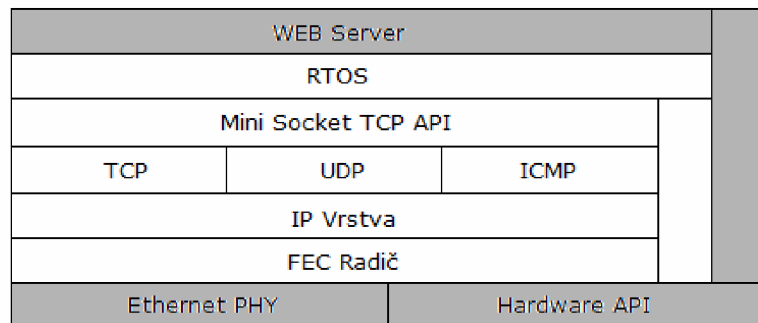 WEB Server
RTOS
Mini Socket TCP API
TCP UDP ICMP
IP Vrstva
FEC Radič
Ethernet PHY Hardware API